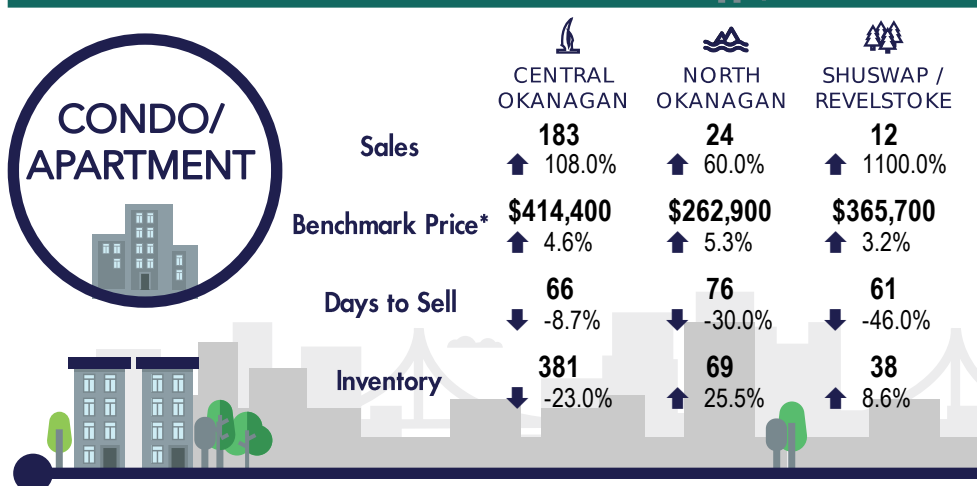 CONDO/
APARTMENT
CENTRAL
OKANAGAN
NORTH
OKANAGAN
SHUSWAP /
REVELSTOKE
Sales
183
108.0%
24
60.0%
12
1100.0%
Benchmark Price*
$414,400
4.6%
$262,900
5.3%
$365,700
3.2%
Days to Sell
66
-8.7%
76
-30.0%
61
-46.0%
Inventory
381
-23.0%
69
25.5%
38
8.6%